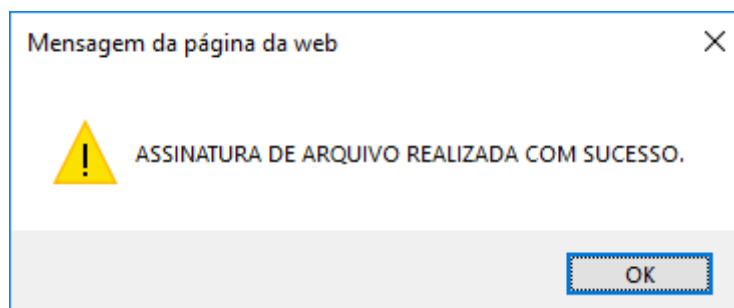 Mensagem da página da web
ASSINATURA DE ARQUIVO REALIZADA COM SUCESSO.
OK